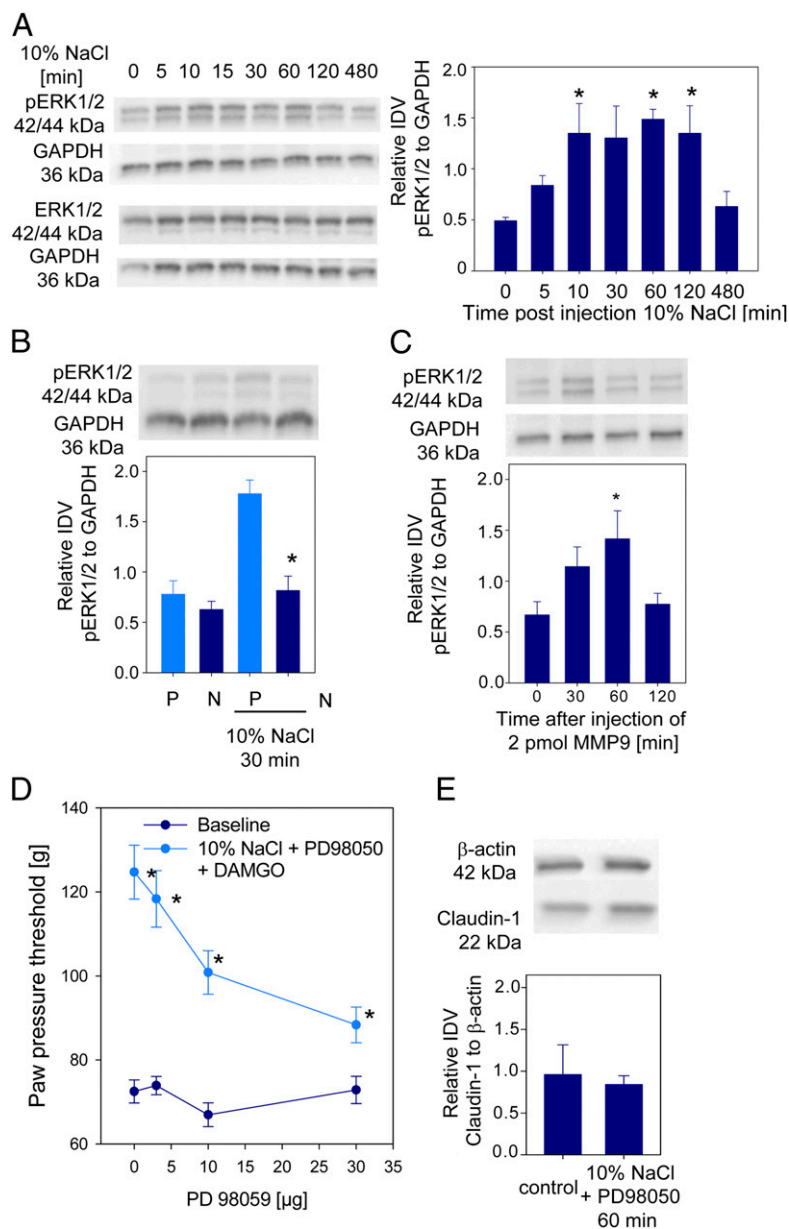 A
10% NaCl
[min] 0 5 10 15 30 60 120 480
pERK1/2
42/44 kDa
GAPDH
36 kDa
ERK1/2
42/44 kDa
GAPDH
36 kDa
Relative IDV
pERK1/2 to GAPDH
2.0
1.5
1.0
0.5
0
* * *
0 5 10 30 60 120 480
Time post injection 10% NaCl [min]
B
pERK1/2
42/44 kDa
GAPDH
36 kDa
Relative IDV
pERK1/2 to GAPDH
2.0
1.5
1.0
0.5
0.0
*
P N P N
10% NaCl
30 min
C
pERK1/2
42/44 kDa
GAPDH
36 kDa
Relative IDV
pERK1/2 to GAPDH
2.0
1.5
1.0
0.5
0.0
*
0 30 60 120
Time after injection of
2 pmol MMP9 [min]
D
Paw pressure threshold [g]
140
120
100
80
60
Baseline
10% NaCl + PD98050
+ DAMGO
* * * *
0 5 10 15 20 25 30 35
PD 98059 [µg]
E
β-actin
42 kDa
Claudin-1
22 kDa
Relative IDV
Claudin-1 to β-actin
2.0
1.5
1.0
0.5
0.0
control
10% NaCl
+ PD98050
60 min